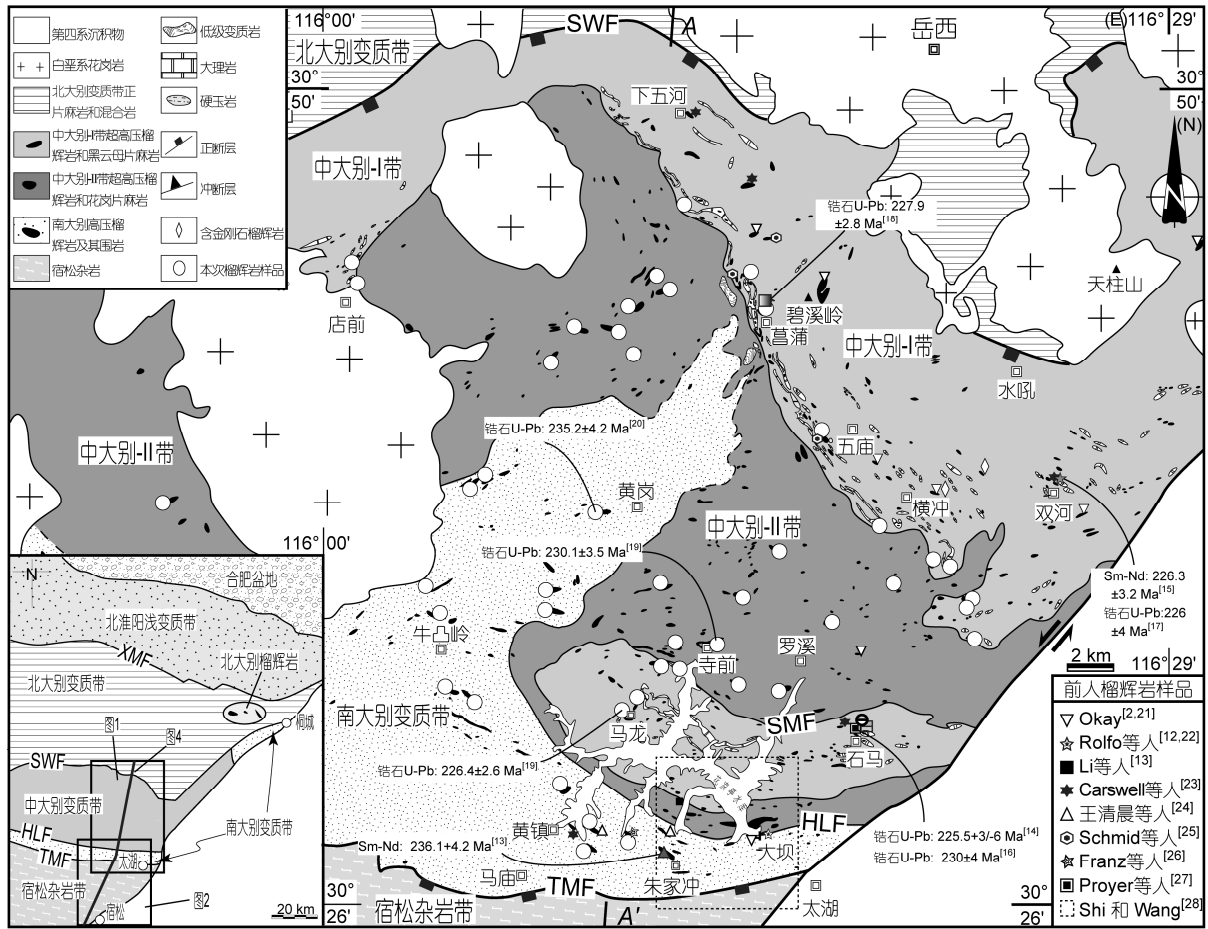 116° 00'
SWF
A
岳西
(E)116° 29'
30°
50'
30°
50'
(N)
N
北大别变质带
第四系沉积物
低级变质岩
白垩系花岗岩
大理岩
北大别变质带正
片麻岩和混合岩
硬玉岩
中大别-I带超高压榴
辉岩和黑云母片麻岩
正断层
中大别-II带超高压榴
辉岩和花岗片麻岩
冲断层
南大别高压榴
辉岩及其围岩
含金刚石榴辉岩
宿松杂岩
本次榴辉岩样品
下五河
中大别-I带
锆石U-Pb: 227.9
±2.8 Ma[18]
天柱山
店前
碧溪岭
菖蒲
中大别-I带
水吼
锆石U-Pb: 235.2±4.2 Ma[20]
中大别-II带
五庙
黄岗
横冲
双河
中大别-II带
116° 00'
锆石U-Pb: 230.1±3.5 Ma[19]
Sm-Nd: 226.3
±3.2 Ma[15]
锆石U-Pb:226
±4 Ma[17]
牛凸岭
罗溪
寺前
2 km
116° 29'
南大别变质带
马龙
SMF
石马
锆石U-Pb: 226.4±2.6 Ma[19]
HLF
黄镇
大坝
Sm-Nd: 236.1+4.2 Ma[13]
锆石U-Pb: 225.5+3/-6 Ma[14]
锆石U-Pb: 230±4 Ma[16]
马庙
TMF
朱家冲
太湖
30°
26'
宿松杂岩带
A'
30°
26'
N
合肥盆地
北淮阳浅变质带
XMF
北大别榴辉岩
北大别变质带
桐城
图1
图4
SWF
中大别变质带
南大别变质带
HLF
TMF
太湖
宿松杂岩带
宿松
图2
20 km
前人榴辉岩样品
Okay[2,21]
Rolfo等人[12,22]
Li等人[13]
Carswell等人[23]
王清晨等人[24]
Schmid等人[25]
Franz等人[26]
Proyer等人[27]
Shi 和 Wang[28]